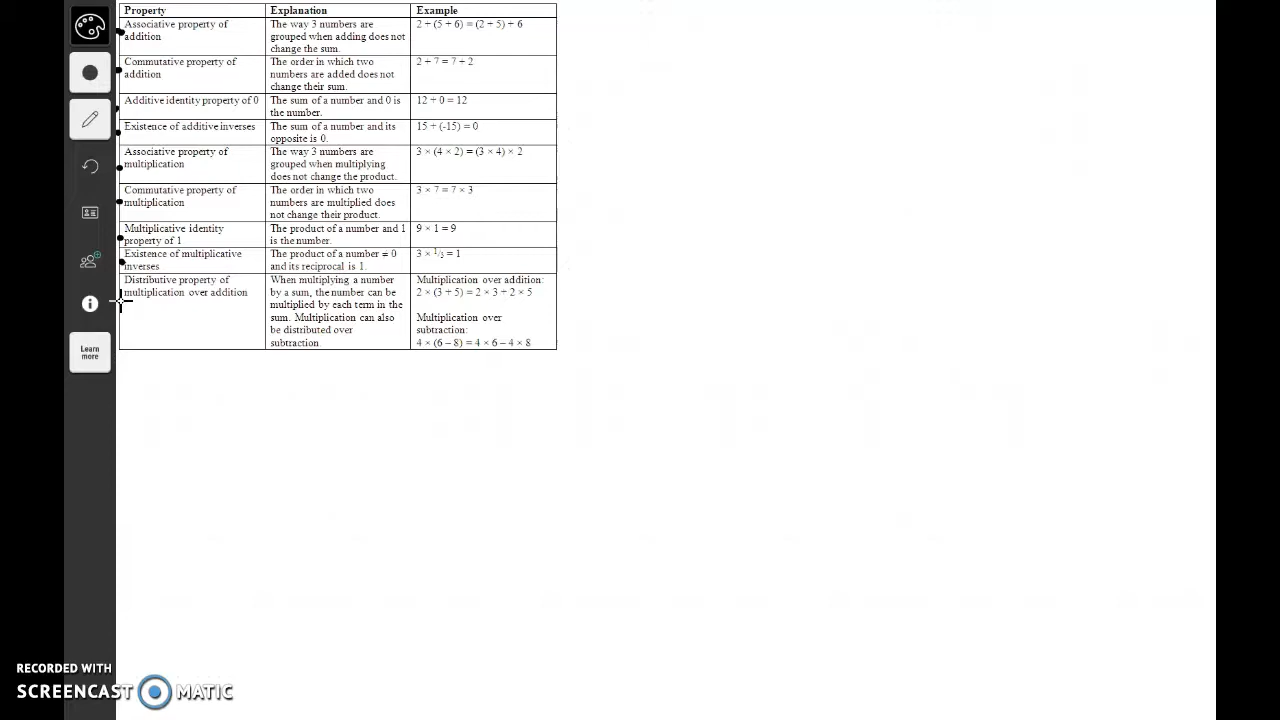 Property Explanation Example
Associative property of addition
The way 3 numbers are grouped when adding does not change the sum.
2 + (5 + 6) = (2 + 5) + 6
Commutative property of addition
The order in which two numbers are added does not change their sum.
2 + 7 = 7 + 2
Additive identity property of 0
The sum of a number and 0 is the number.
12 + 0 = 12
Existence of additive inverses
The sum of a number and its opposite is 0.
15 + (-15) = 0
Associative property of multiplication
The way 3 numbers are grouped when multiplying does not change the product.
3 × (4 × 2) = (3 × 4) × 2
Commutative property of multiplication
The order in which two numbers are multiplied does not change their product.
3 × 7 = 7 × 3
Multiplicative identity property of 1
The product of a number and 1 is the number.
9 × 1 = 9
Existence of multiplicative inverses
The product of a number ≠ 0 and its reciprocal is 1.
3 × 1/3 = 1
Distributive property of multiplication over addition
When multiplying a number by a sum, the number can be multiplied by each term in the sum. Multiplication can also be distributed over subtraction
Multiplication over addition:
2 × (3 + 5) = 2 × 3 + 2 × 5
Multiplication over subtraction:
4 × (6 – 8) = 4 × 6 – 4 × 8
Learn more
RECORDED WITH
SCREENCAST MATIC